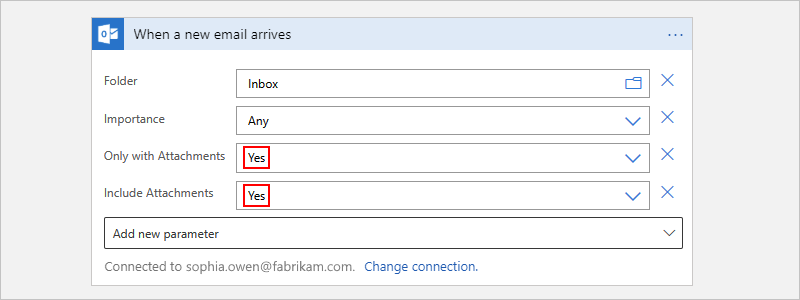 When a new email arrives
Folder Inbox
Importance Any
Only with Attachments Yes
Include Attachments Yes
Add new parameter
Connected to sophia.owen@fabrikam.com. Change connection.